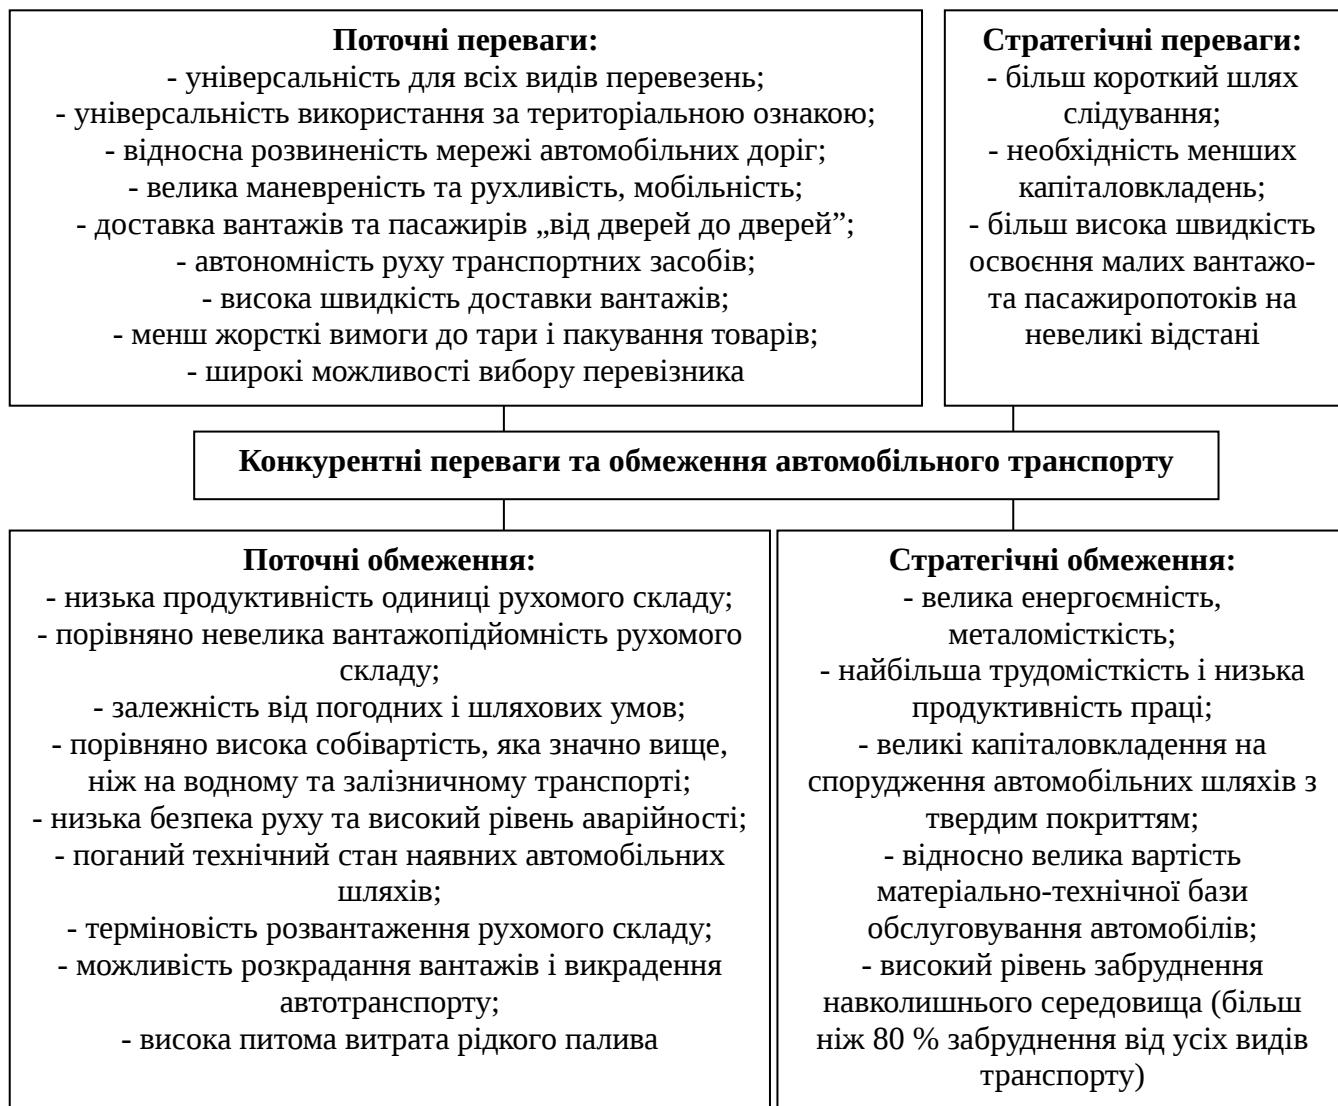 Поточні переваги:
- універсальність для всіх видів перевезень;
- універсальність використання за територіальною ознакою;
- відносна розвиненість мережі автомобільних доріг;
- велика маневреність та рухливість, мобільність;
- доставка вантажів та пасажирів „від дверей до дверей”;
- автономність руху транспортних засобів;
- висока швидкість доставки вантажів;
- менш жорсткі вимоги до тари і пакування товарів;
- широкі можливості вибору перевізника
Стратегічні переваги:
- більш короткий шлях
слідування;
- необхідність менших
капіталовкладень;
- більш висока швидкість
освоєння малих вантажо-
та пасажиропотоків на
невеликі відстані
Конкурентні переваги та обмеження автомобільного транспорту
Поточні обмеження:
- низька продуктивність одиниці рухомого складу;
- порівняно невелика вантажопідйомність рухомого
складу;
- залежність від погодних і шляхових умов;
- порівняно висока собівартість, яка значно вище,
ніж на водному та залізничному транспорті;
- низька безпека руху та високий рівень аварійності;
- поганий технічний стан наявних автомобільних
шляхів;
- терміновість розвантаження рухомого складу;
- можливість розкрадання вантажів і викрадення
автотранспорту;
- висока питома витрата рідкого палива
Стратегічні обмеження:
- велика енергоємність,
металомісткість;
- найбільша трудомісткість і низька
продуктивність праці;
- великі капіталовкладення на
спорудження автомобільних шляхів з
твердим покриттям;
- відносно велика вартість
матеріально-технічної бази
обслуговування автомобілів;
- високий рівень забруднення
навколишнього середовища (більш
ніж 80 % забруднення від усіх видів
транспорту)